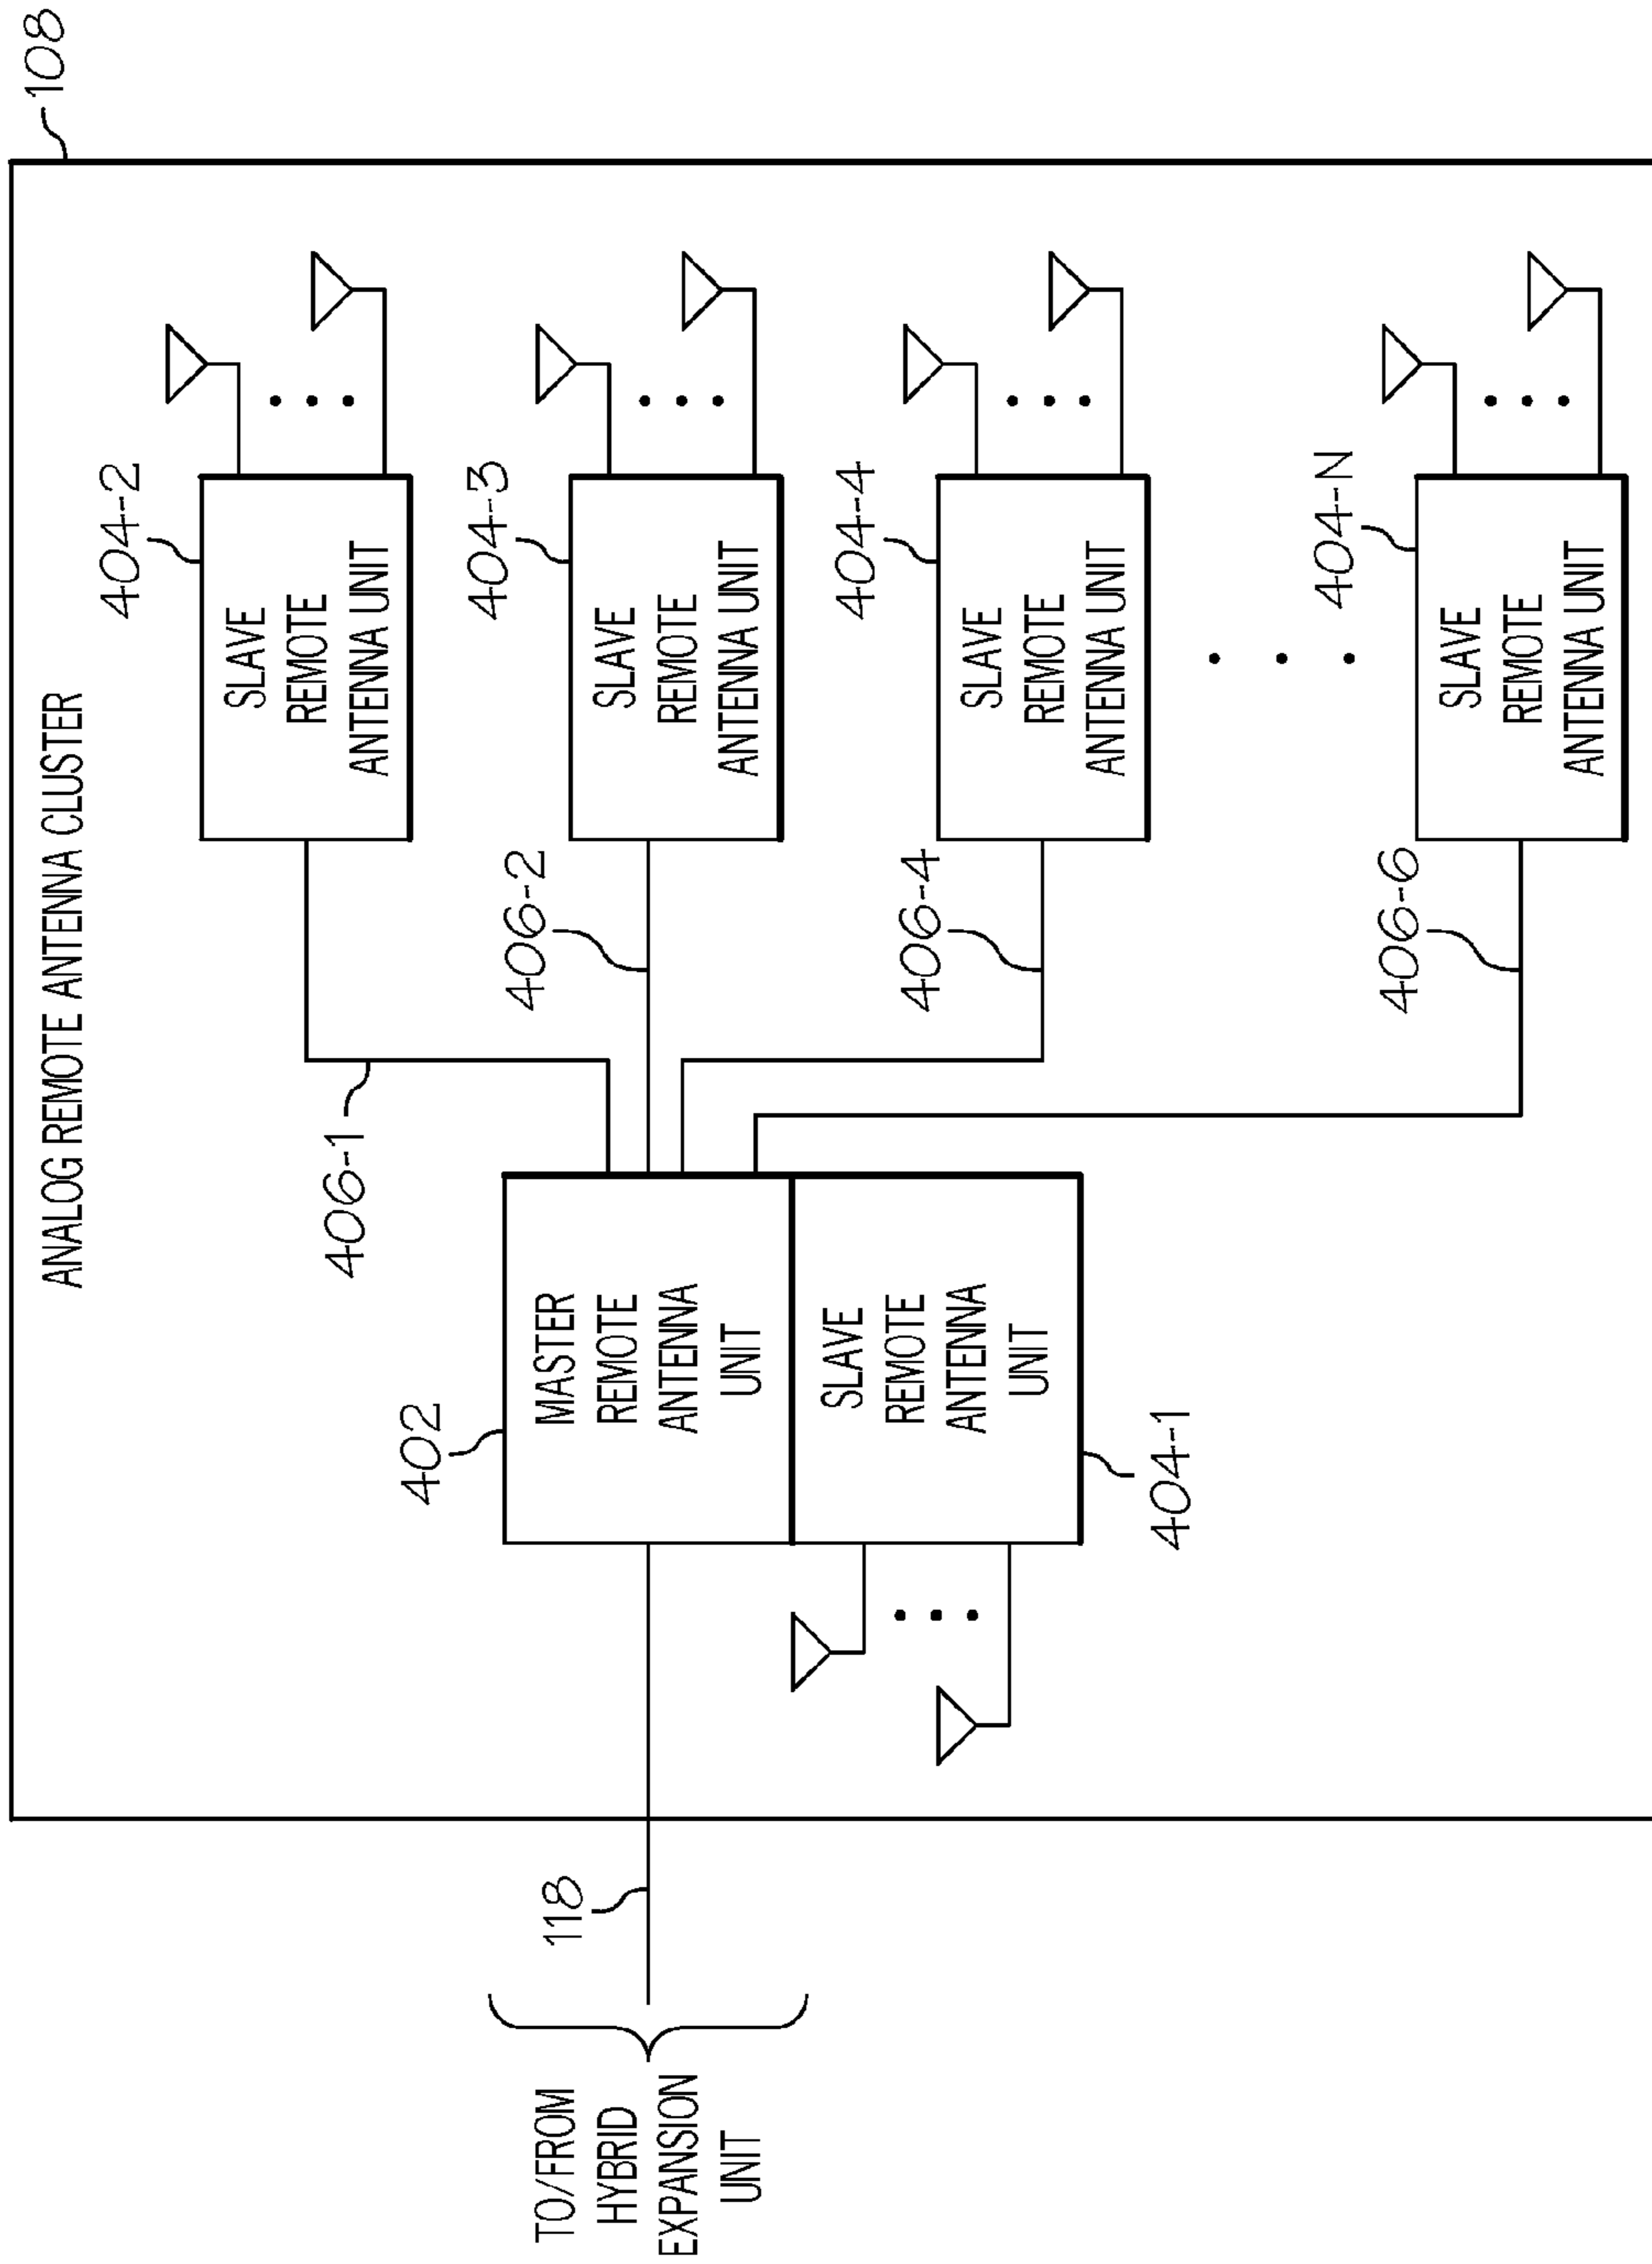 108
ANALOG REMOTE ANTENNA CLUSTER
404-2
SLAVE
REMOTE
ANTENNA UNIT
406-1
404-3
SLAVE
REMOTE
ANTENNA UNIT
406-2
404-4
SLAVE
REMOTE
ANTENNA UNIT
406-4
404-N
SLAVE
REMOTE
ANTENNA UNIT
406-6
402
MASTER
REMOTE
ANTENNA
UNIT
SLAVE
REMOTE
ANTENNA
UNIT
404-1
118
TO/FROM
HYBRID
EXPANSION
UNIT